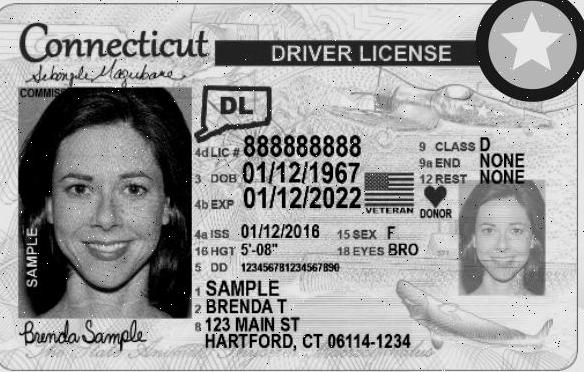 Connecticut DRIVER LICENSE
COMMISS
DL
4d LIC # 888888888
3 DOB 01/12/1967
4b EXP 01/12/2022
9 CLASS D
9a END NONE
12 REST NONE
VETERAN
DONOR
4a ISS 01/12/2016 15 SEX F
16 HGT 5'-08" 18 EYES BRO
5 DD 123456781234567890
SAMPLE
1 SAMPLE
2 BRENDA T
8 123 MAIN ST
HARTFORD, CT 06114-1234
Brenda Sample